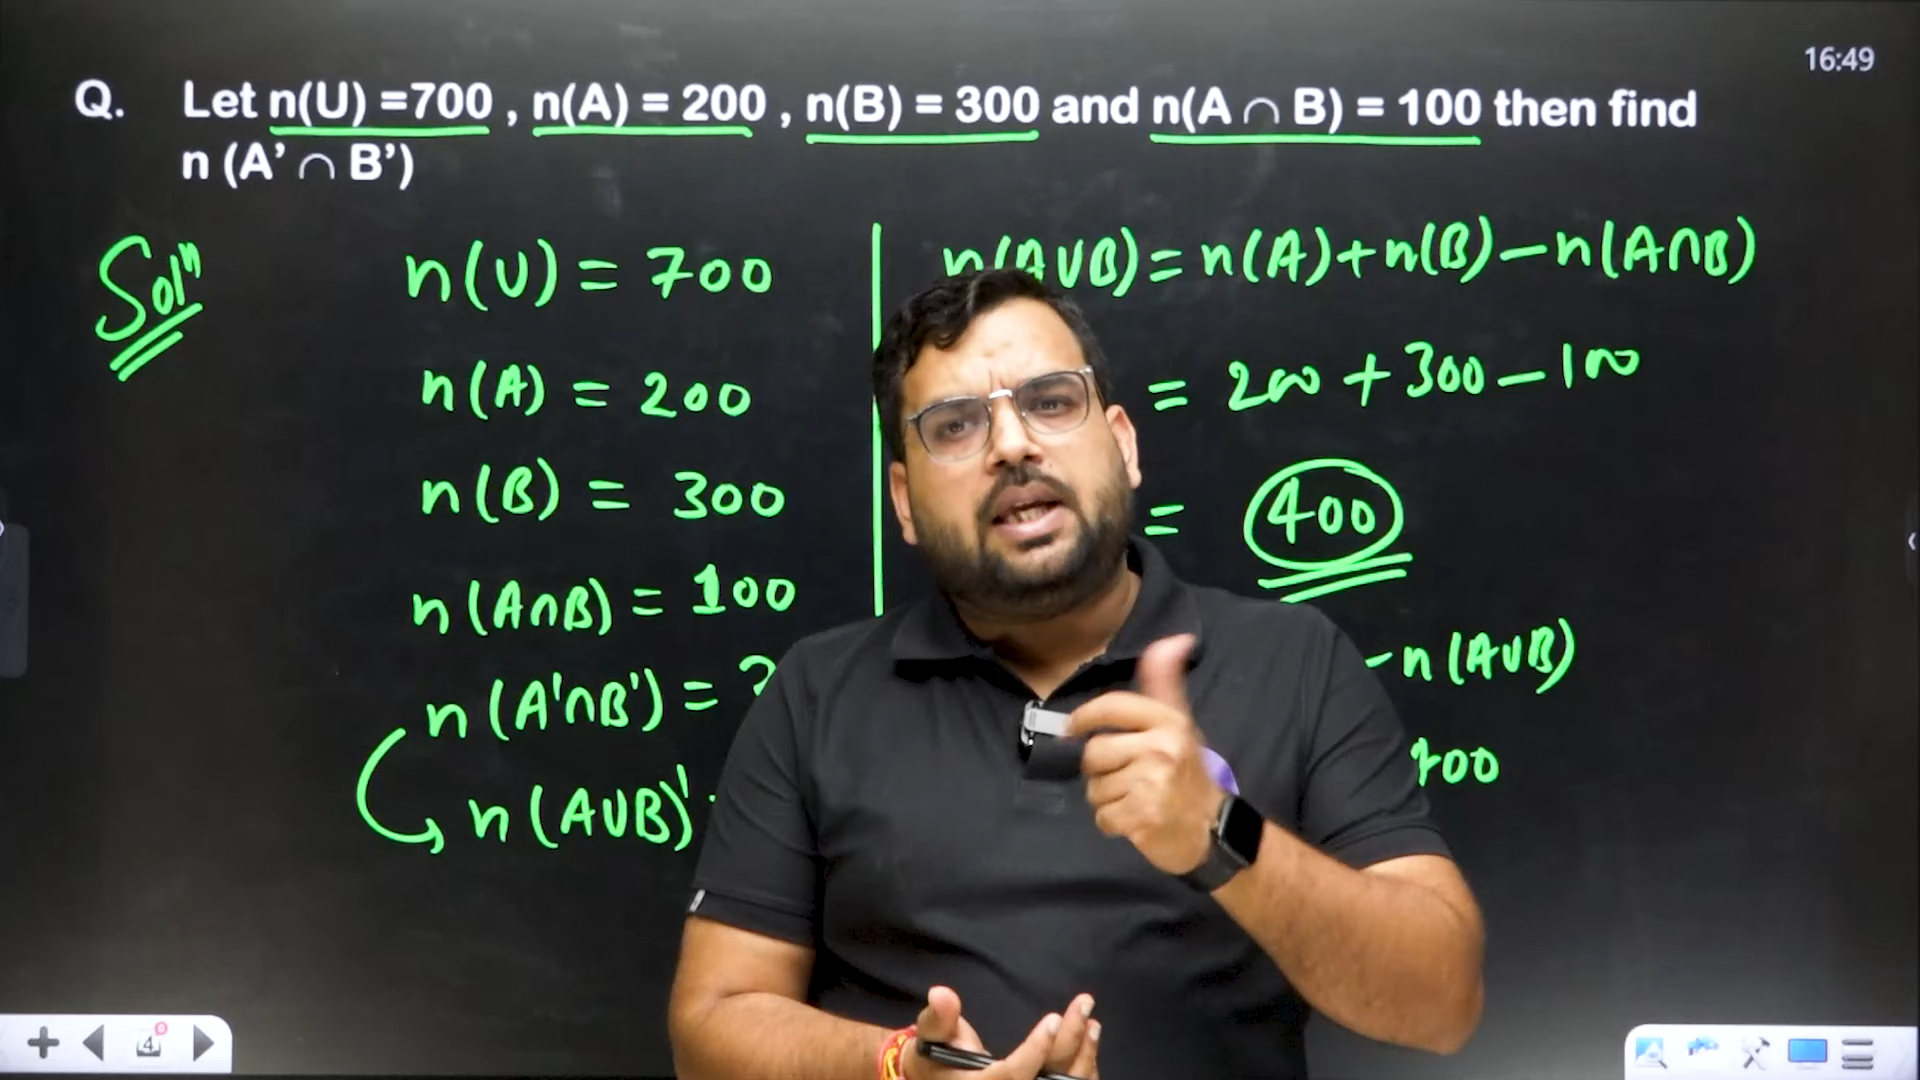 16:49
Q. Let n(U) =700 , n(A) = 200 , n(B) = 300 and n(A ∩ B) = 100 then find
n (A’ ∩ B’)
Solⁿ
n(U) = 700
n(A) = 200
n(B) = 300
n(A∩B) = 100
n(A'∩B') = ?
n(A∪B)'
n(A∪B) = n(A)+n(B)-n(A∩B)
= 200 + 300 - 100
= 400
-n(A∪B)
400
4